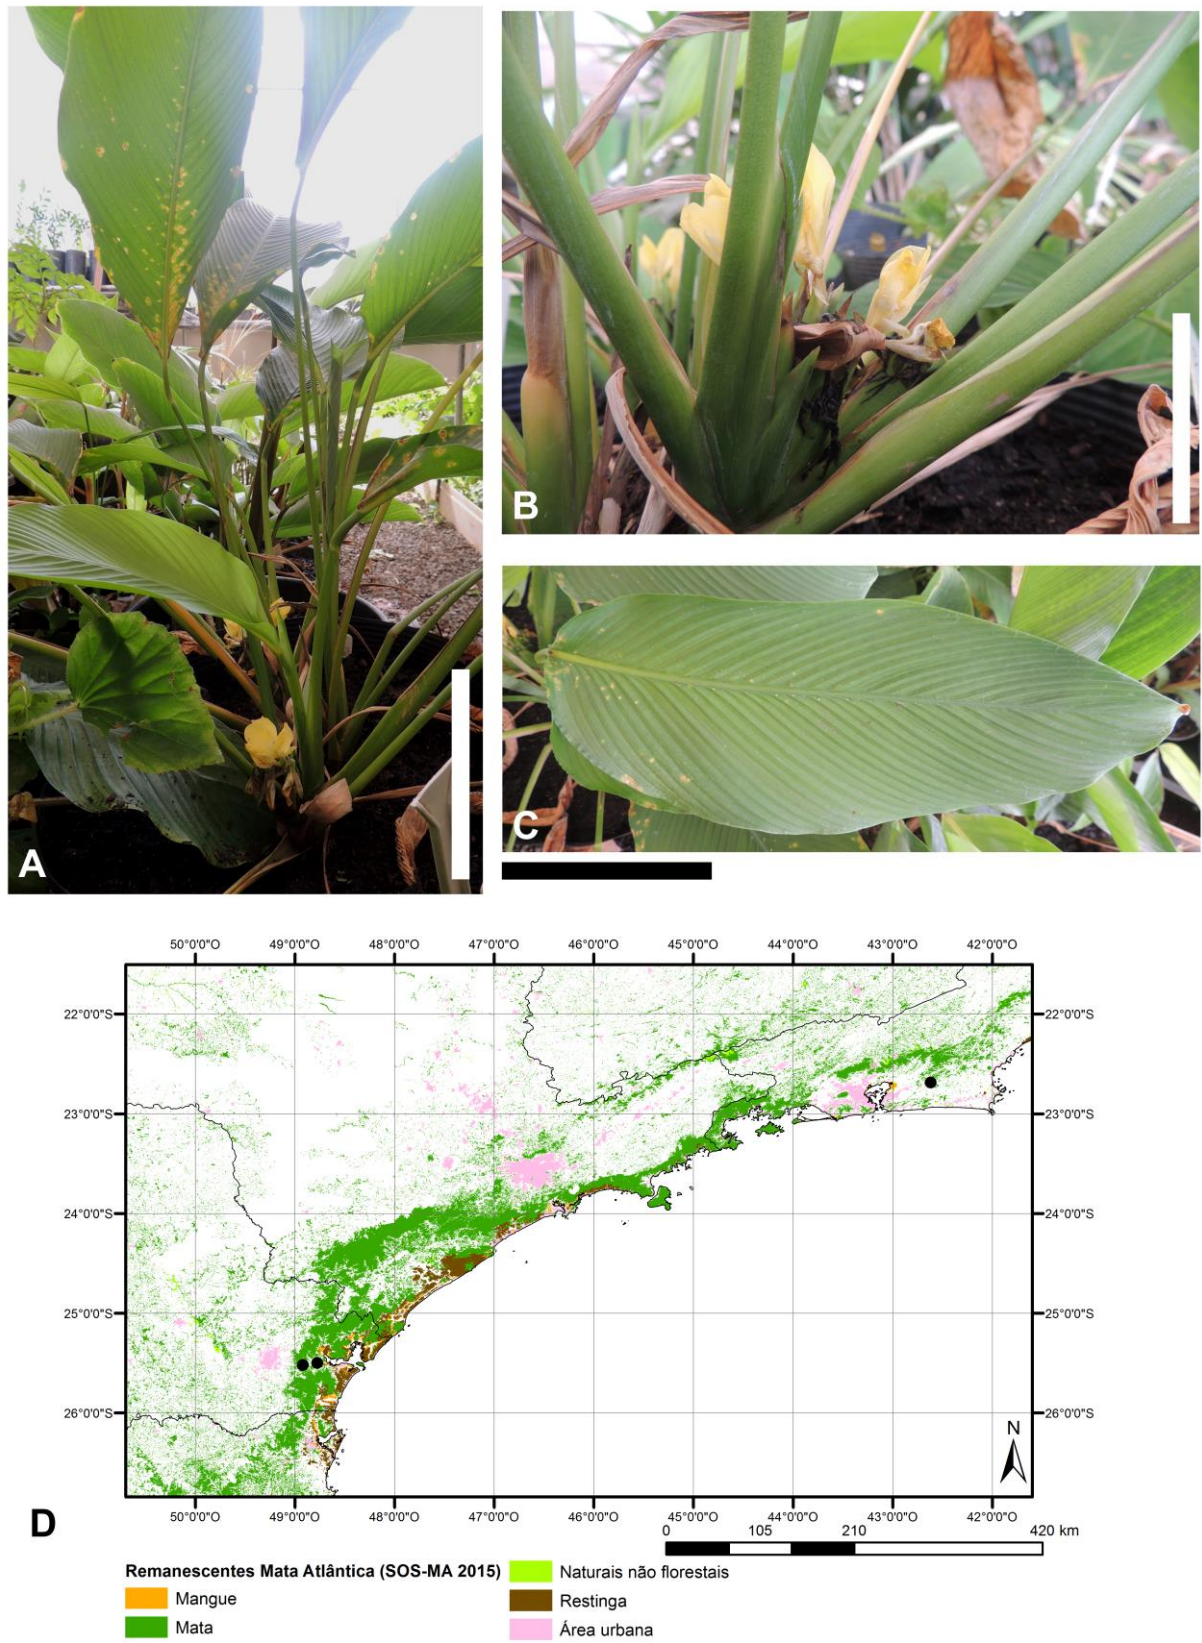 A
B
C
50°0'0"O 49°0'0"O 48°0'0"O 47°0'0"O 46°0'0"O 45°0'0"O 44°0'0"O 43°0'0"O 42°0'0"O
22°0'0"S 22°0'0"S
23°0'0"S 23°0'0"S
24°0'0"S 24°0'0"S
25°0'0"S 25°0'0"S
26°0'0"S 26°0'0"S
N
50°0'0"O 49°0'0"O 48°0'0"O 47°0'0"O 46°0'0"O 45°0'0"O 44°0'0"O 43°0'0"O 42°0'0"O
D
0 105 210 420 km
Remanescentes Mata Atlântica (SOS-MA 2015)
Mangue
Mata
Naturais não florestais
Restinga
Área urbana